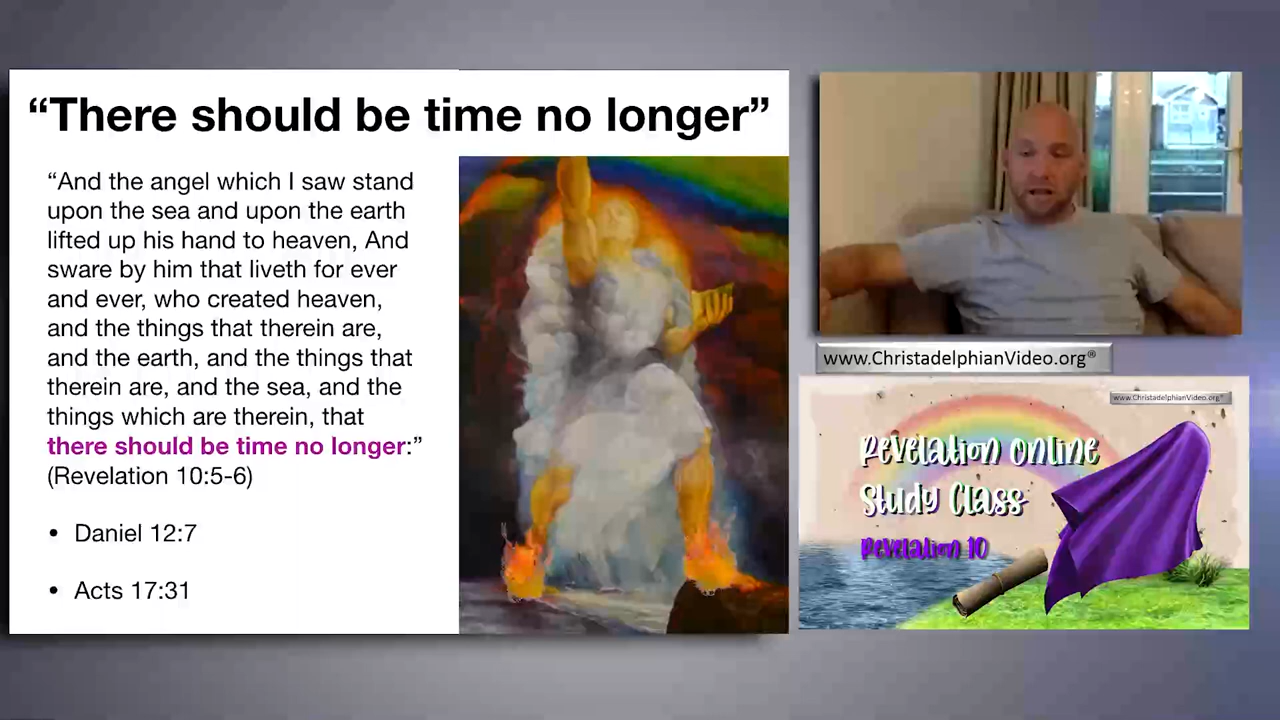 “There should be time no longer”
“And the angel which I saw stand
upon the sea and upon the earth
lifted up his hand to heaven, And
sware by him that liveth for ever
and ever, who created heaven,
and the things that therein are,
and the earth, and the things that
therein are, and the sea, and the
things which are therein, that
there should be time no longer:”
(Revelation 10:5-6)
• Daniel 12:7
• Acts 17:31
www.ChristadelphianVideo.org®
www.ChristadelphianVideo.org®
Revelation Online
Study Class
Revelation 10